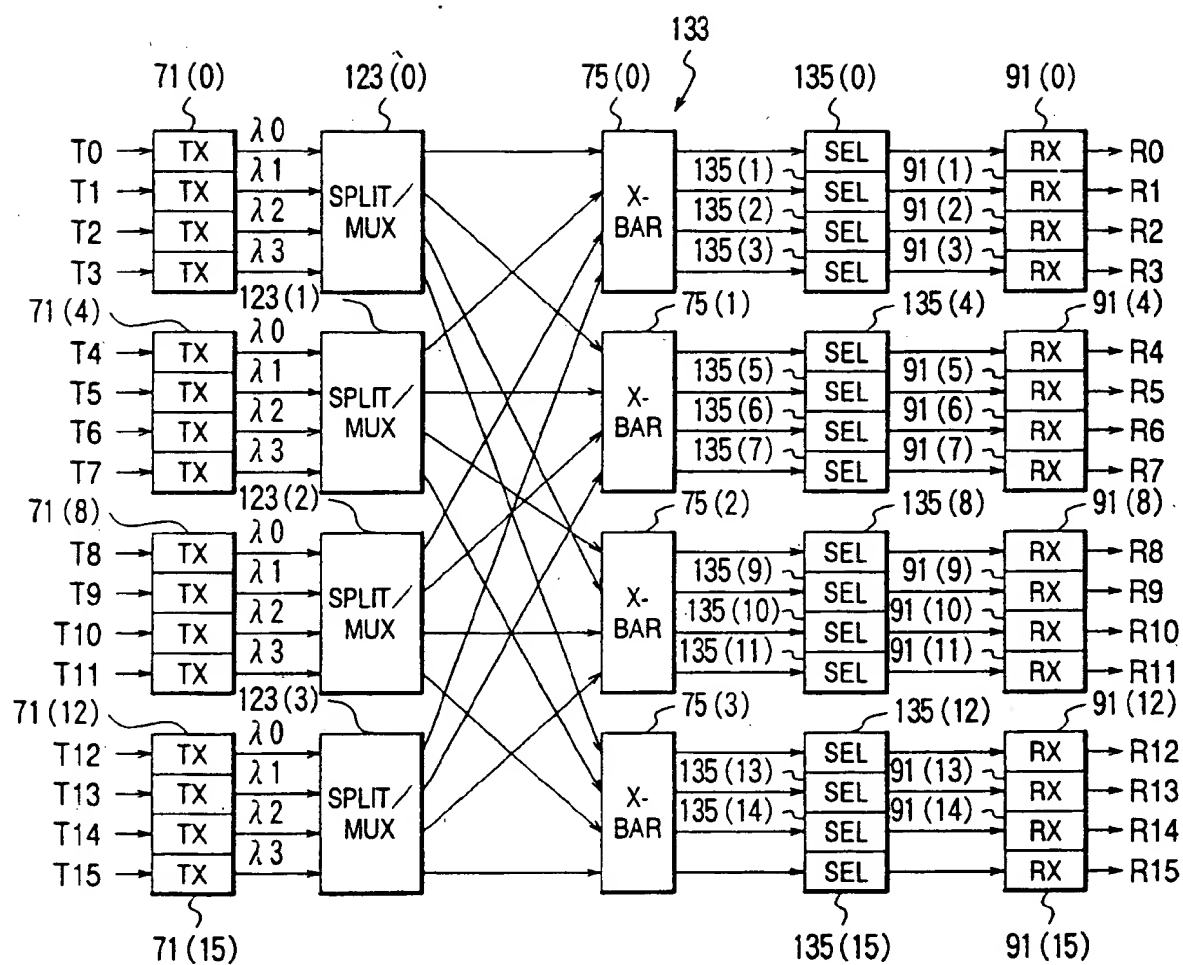 133
71(0) 123(0) 75(0) 135(0) 91(0)
T0 TX λ0 SEL RX R0
T1 TX λ1 135(1) SEL 91(1) RX R1
T2 TX λ2 135(2) SEL 91(2) RX R2
T3 TX λ3 135(3) SEL 91(3) RX R3
SPLIT/
MUX
X-
BAR
71(4) 123(1) 75(1) 135(4) 91(4)
T4 TX λ0 SEL RX R4
T5 TX λ1 135(5) SEL 91(5) RX R5
T6 TX λ2 135(6) SEL 91(6) RX R6
T7 TX λ3 135(7) SEL 91(7) RX R7
SPLIT/
MUX
X-
BAR
71(8) 123(2) 75(2) 135(8) 91(8)
T8 TX λ0 SEL RX R8
T9 TX λ1 135(9) SEL 91(9) RX R9
T10 TX λ2 135(10) SEL 91(10) RX R10
T11 TX λ3 135(11) SEL 91(11) RX R11
SPLIT/
MUX
X-
BAR
71(12) 123(3) 75(3) 135(12) 91(12)
T12 TX λ0 SEL RX R12
T13 TX λ1 135(13) SEL 91(13) RX R13
T14 TX λ2 135(14) SEL 91(14) RX R14
T15 TX λ3 SEL RX R15
SPLIT/
MUX
X-
BAR
71(15) 135(15) 91(15)